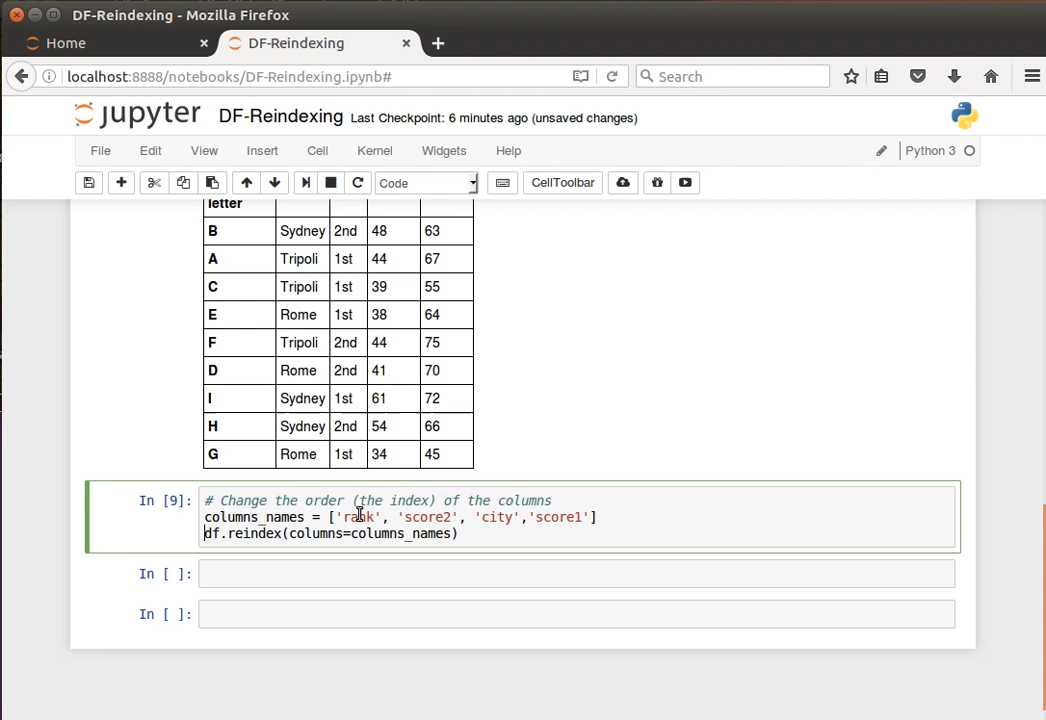 DF-Reindexing - Mozilla Firefox
Home
DF-Reindexing
localhost:8888/notebooks/DF-Reindexing.ipynb#
Search
jupyter DF-Reindexing Last Checkpoint: 6 minutes ago (unsaved changes)
File Edit View Insert Cell Kernel Widgets Help Python 3
Code CellToolbar
letter
B Sydney 2nd 48 63
A Tripoli 1st 44 67
C Tripoli 1st 39 55
E Rome 1st 38 64
F Tripoli 2nd 44 75
D Rome 2nd 41 70
I Sydney 1st 61 72
H Sydney 2nd 54 66
G Rome 1st 34 45
In [9]: # Change the order (the index) of the columns
columns_names = ['rank', 'score2', 'city','score1']
df.reindex(columns=columns_names)
In [ ]:
In [ ]: